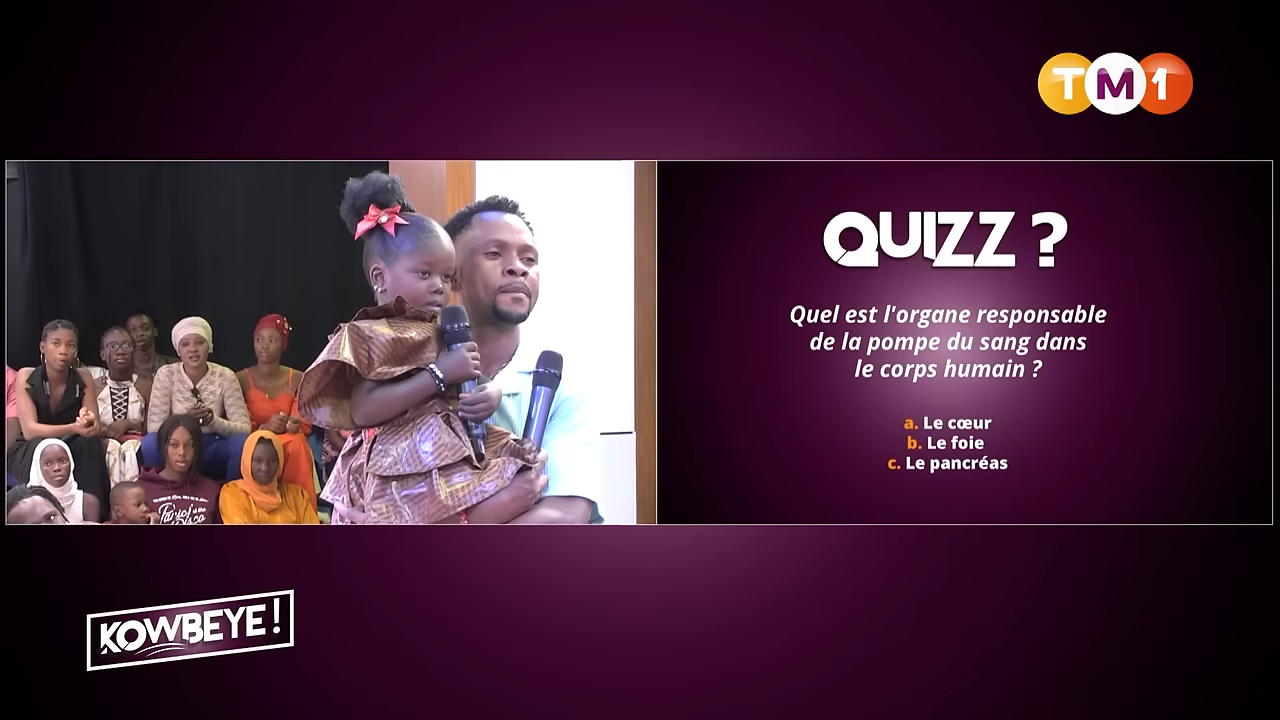 TM1
QUIZZ ?
Quel est l'organe responsable
de la pompe du sang dans
le corps humain ?
a. Le cœur
b. Le foie
c. Le pancréas
KOWBEYE !